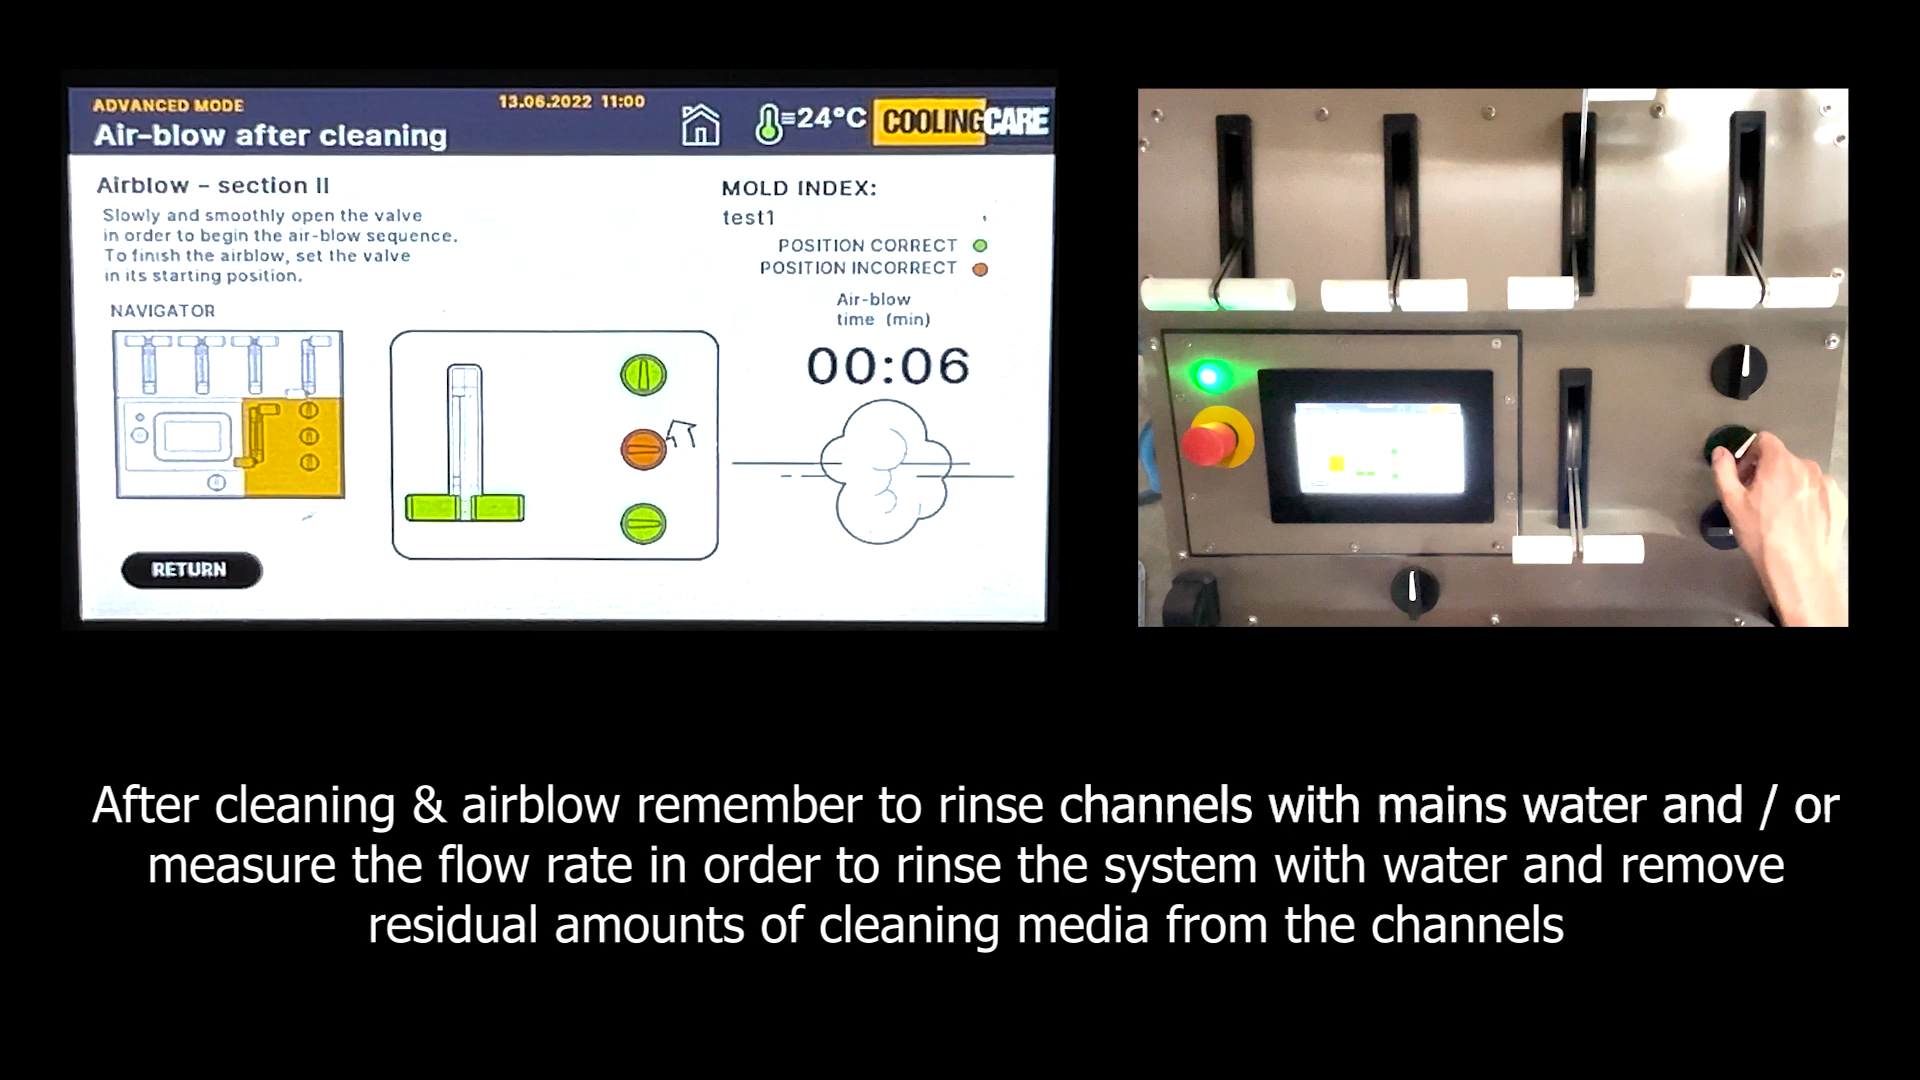 ADVANCED MODE
13.06.2022 11:00
Air-blow after cleaning
24°C
COOLINGCARE
Airblow - section II
Slowly and smoothly open the valve
in order to begin the air-blow sequence.
To finish the airblow, set the valve
in its starting position.
NAVIGATOR
RETURN
MOLD INDEX:
test1
POSITION CORRECT
POSITION INCORRECT
Air-blow
time (min)
00:06
After cleaning & airblow remember to rinse channels with mains water and / or
measure the flow rate in order to rinse the system with water and remove
residual amounts of cleaning media from the channels